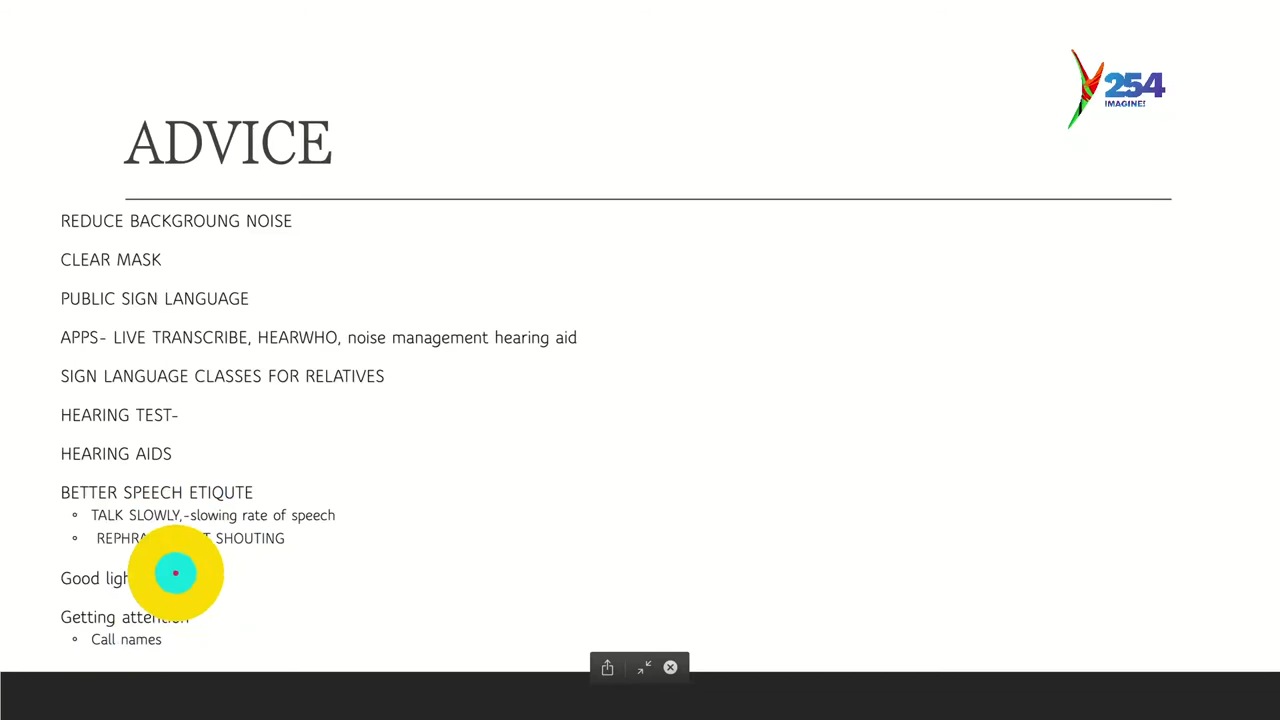 254
IMAGINE!
ADVICE
REDUCE BACKGROUNG NOISE
CLEAR MASK
PUBLIC SIGN LANGUAGE
APPS- LIVE TRANSCRIBE, HEARWHO, noise management hearing aid
SIGN LANGUAGE CLASSES FOR RELATIVES
HEARING TEST-
HEARING AIDS
BETTER SPEECH ETIQUTE
TALK SLOWLY,-slowing rate of speech
SHOUTING
Good
Getting attention
Call names